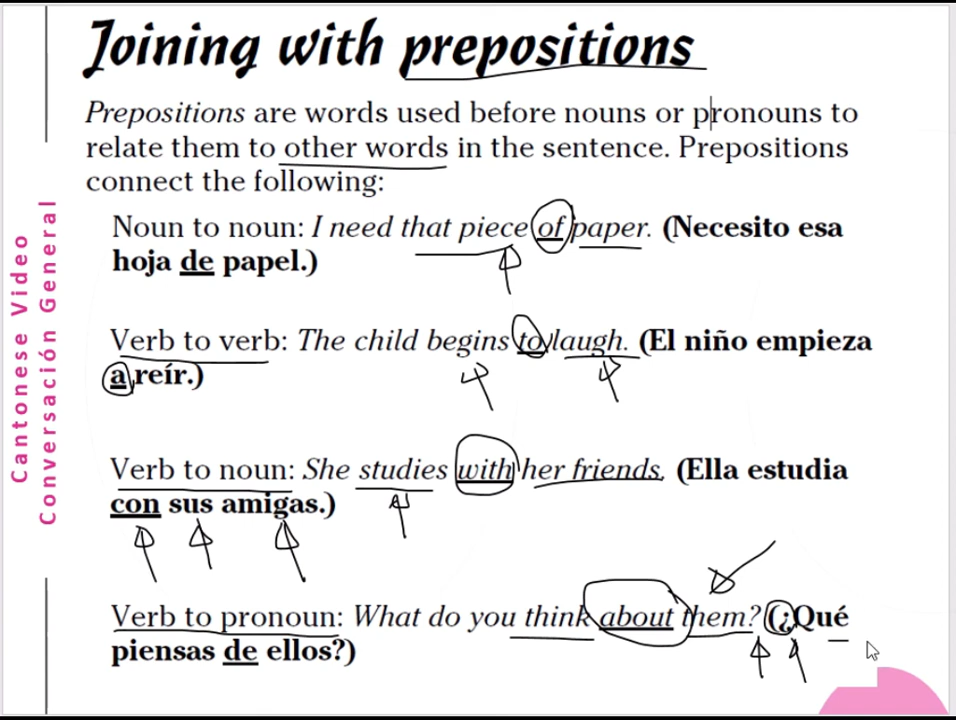 Joining with prepositions
Prepositions are words used before nouns or pronouns to
relate them to other words in the sentence. Prepositions
connect the following:
Noun to noun: I need that piece of paper. (Necesito esa
hoja de papel.)
Verb to verb: The child begins to laugh. (El niño empieza
a reír.)
Verb to noun: She studies with her friends. (Ella estudia
con sus amigas.)
Verb to pronoun: What do you think about them? (¿Qué
piensas de ellos?)
Cantonese Video
Conversación General